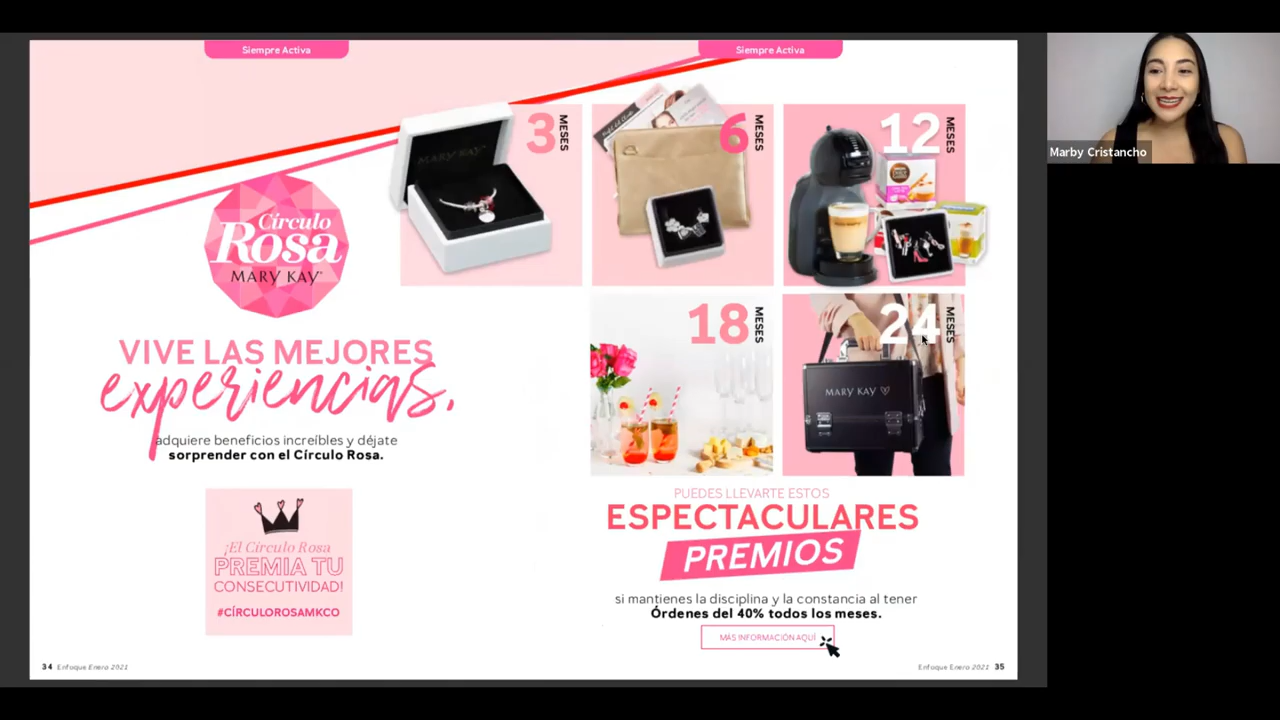 Siempre Activa
Siempre Activa
Círculo
Rosa
MARY KAY®
VIVE LAS MEJORES
experiencias,
adquiere beneficios increíbles y déjate
sorprender con el Círculo Rosa.
¡El Círculo Rosa
PREMIA TU
CONSECUTIVIDAD!
#CÍRCULOROSAMKCO
34 Enfoque Enero 2021
MARY KAY
3 MESES
6 MESES
12 MESES
18 MESES
24 MESES
MARY KAY
PUEDES LLEVARTE ESTOS
ESPECTACULARES
PREMIOS
si mantienes la disciplina y la constancia al tener
Órdenes del 40% todos los meses.
MÁS INFORMACIÓN AQUÍ
Enfoque Enero 2021 35
Marby Cristancho